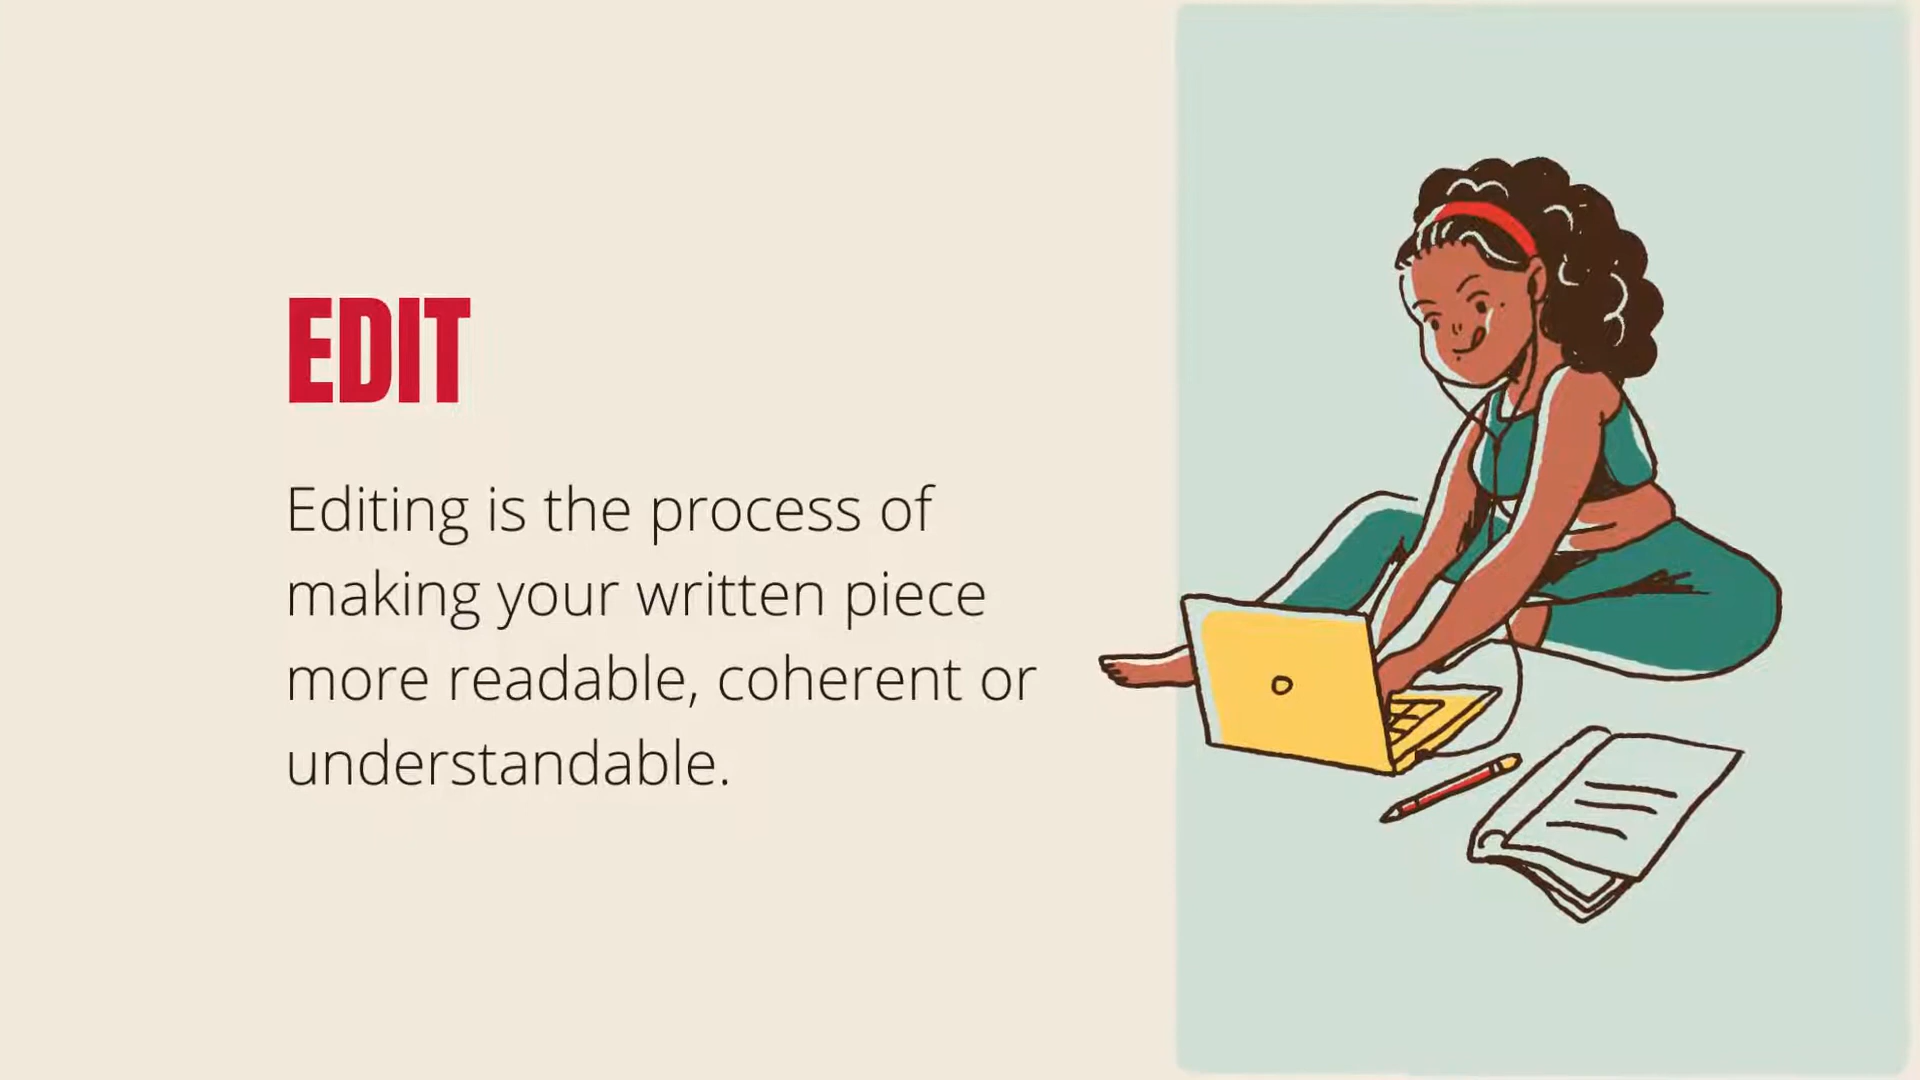 EDIT
Editing is the process of
making your written piece
more readable, coherent or
understandable.